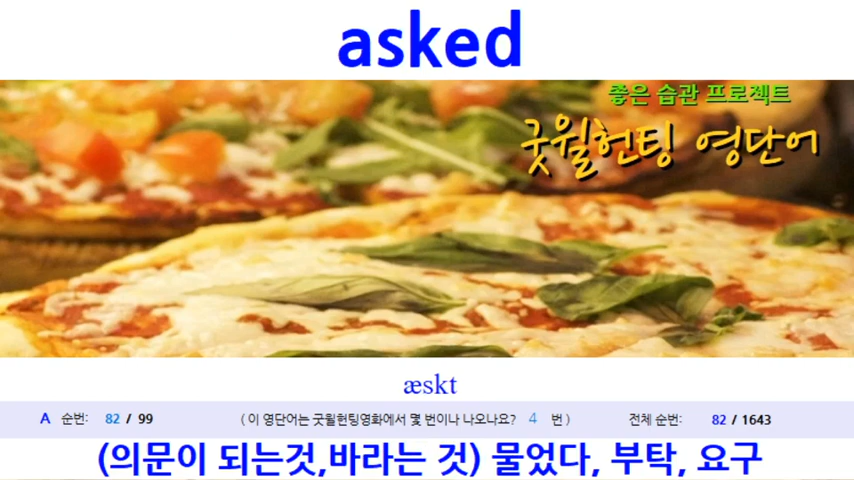 asked
좋은 습관 프로젝트
굿윌헌팅 영단어
æskt
A 순번: 82 / 99 ( 이 영단어는 굿윌헌팅영화에서 몇 번이나 나오나요? 4 번 ) 전체 순번: 82 / 1643
(의문이 되는것,바라는 것) 물었다, 부탁, 요구